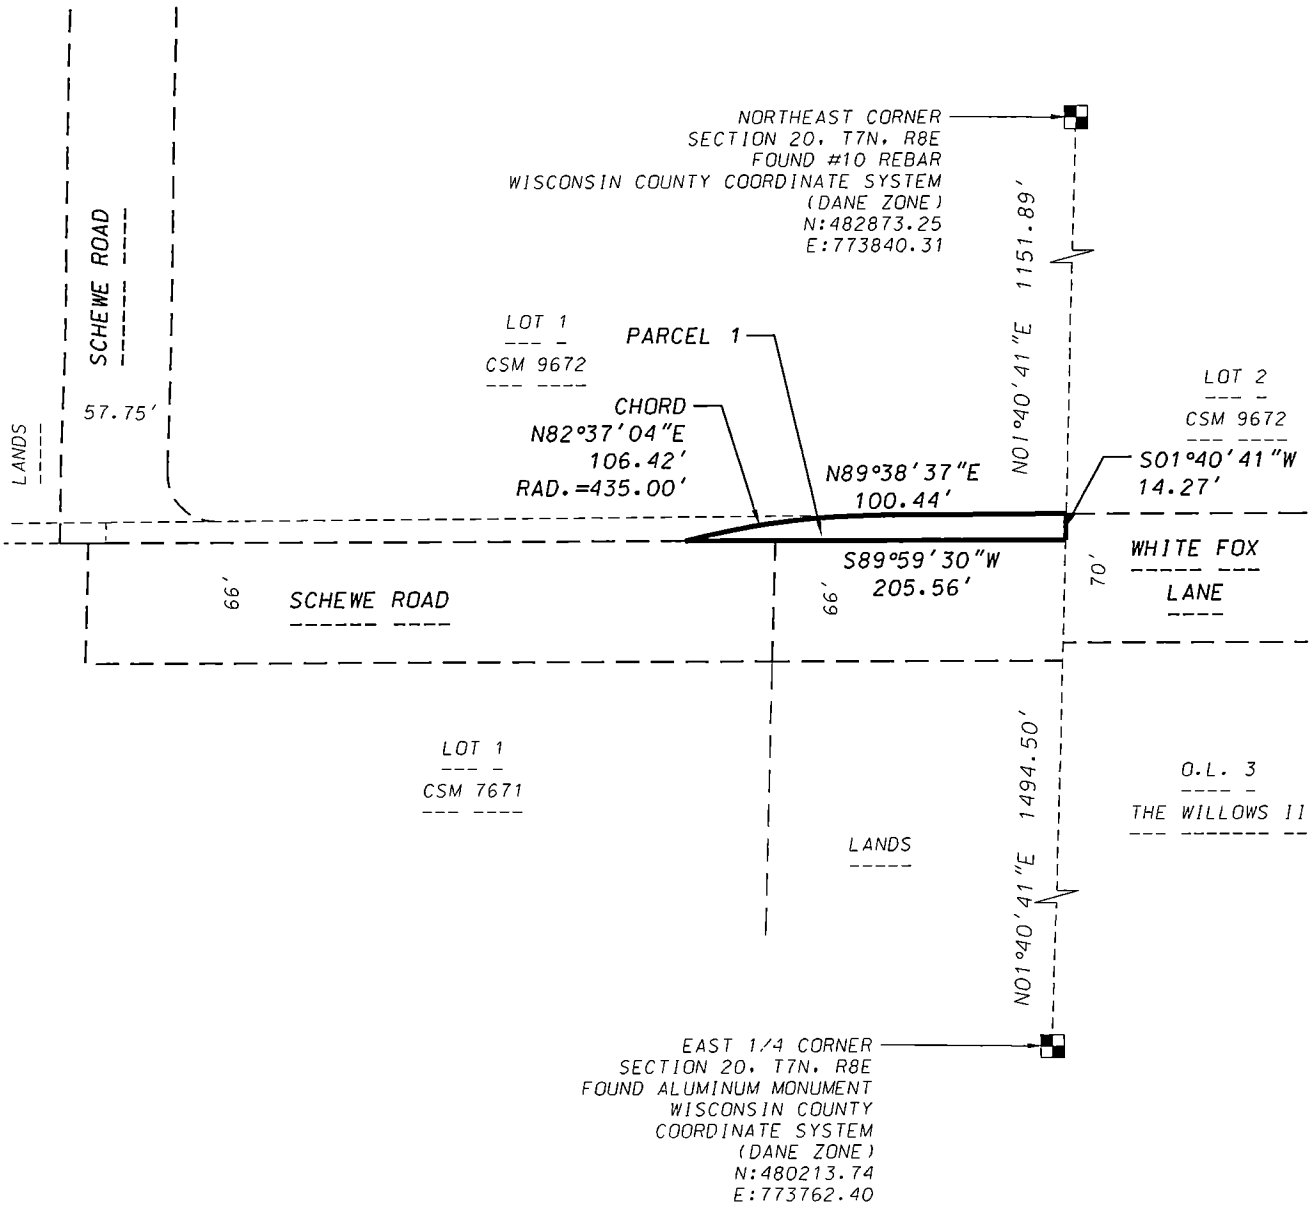 NORTHEAST CORNER
SECTION 20, T7N, R8E
FOUND #10 REBAR
WISCONSIN COUNTY COORDINATE SYSTEM
(DANE ZONE)
N:482873.25
E:773840.31
N01°40'41"E 1151.89'
SCHEWE ROAD
57.75'
LANDS
LOT 1
CSM 9672
PARCEL 1
CHORD
N82°37'04"E
106.42'
RAD.=435.00'
N89°38'37"E
100.44'
LOT 2
CSM 9672
S01°40'41"W
14.27'
S89°59'30"W
205.56'
66'
SCHEWE ROAD
66'
70'
WHITE FOX
LANE
LOT 1
CSM 7671
LANDS
N01°40'41"E 1494.50'
O.L. 3
THE WILLOWS II
EAST 1/4 CORNER
SECTION 20, T7N, R8E
FOUND ALUMINUM MONUMENT
WISCONSIN COUNTY
COORDINATE SYSTEM
(DANE ZONE)
N:480213.74
E:773762.40